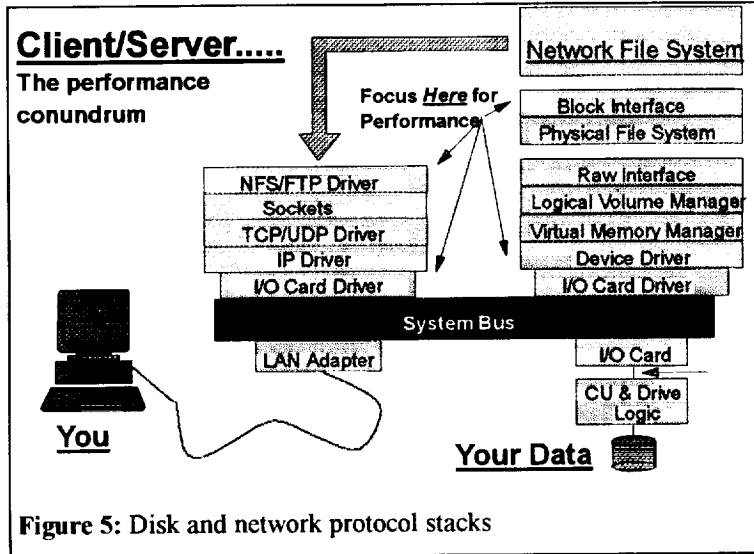 Client/Server.....
The performance
conundrum
Focus Here for
Performance
Network File System
Block Interface
Physical File System
Raw Interface
Logical Volume Manager
Virtual Memory Manager
Device Driver
I/O Card Driver
NFS/FTP Driver
Sockets
TCP/UDP Driver
IP Driver
I/O Card Driver
System Bus
LAN Adapter
I/O Card
CU & Drive
Logic
You
Your Data
Figure 5: Disk and network protocol stacks